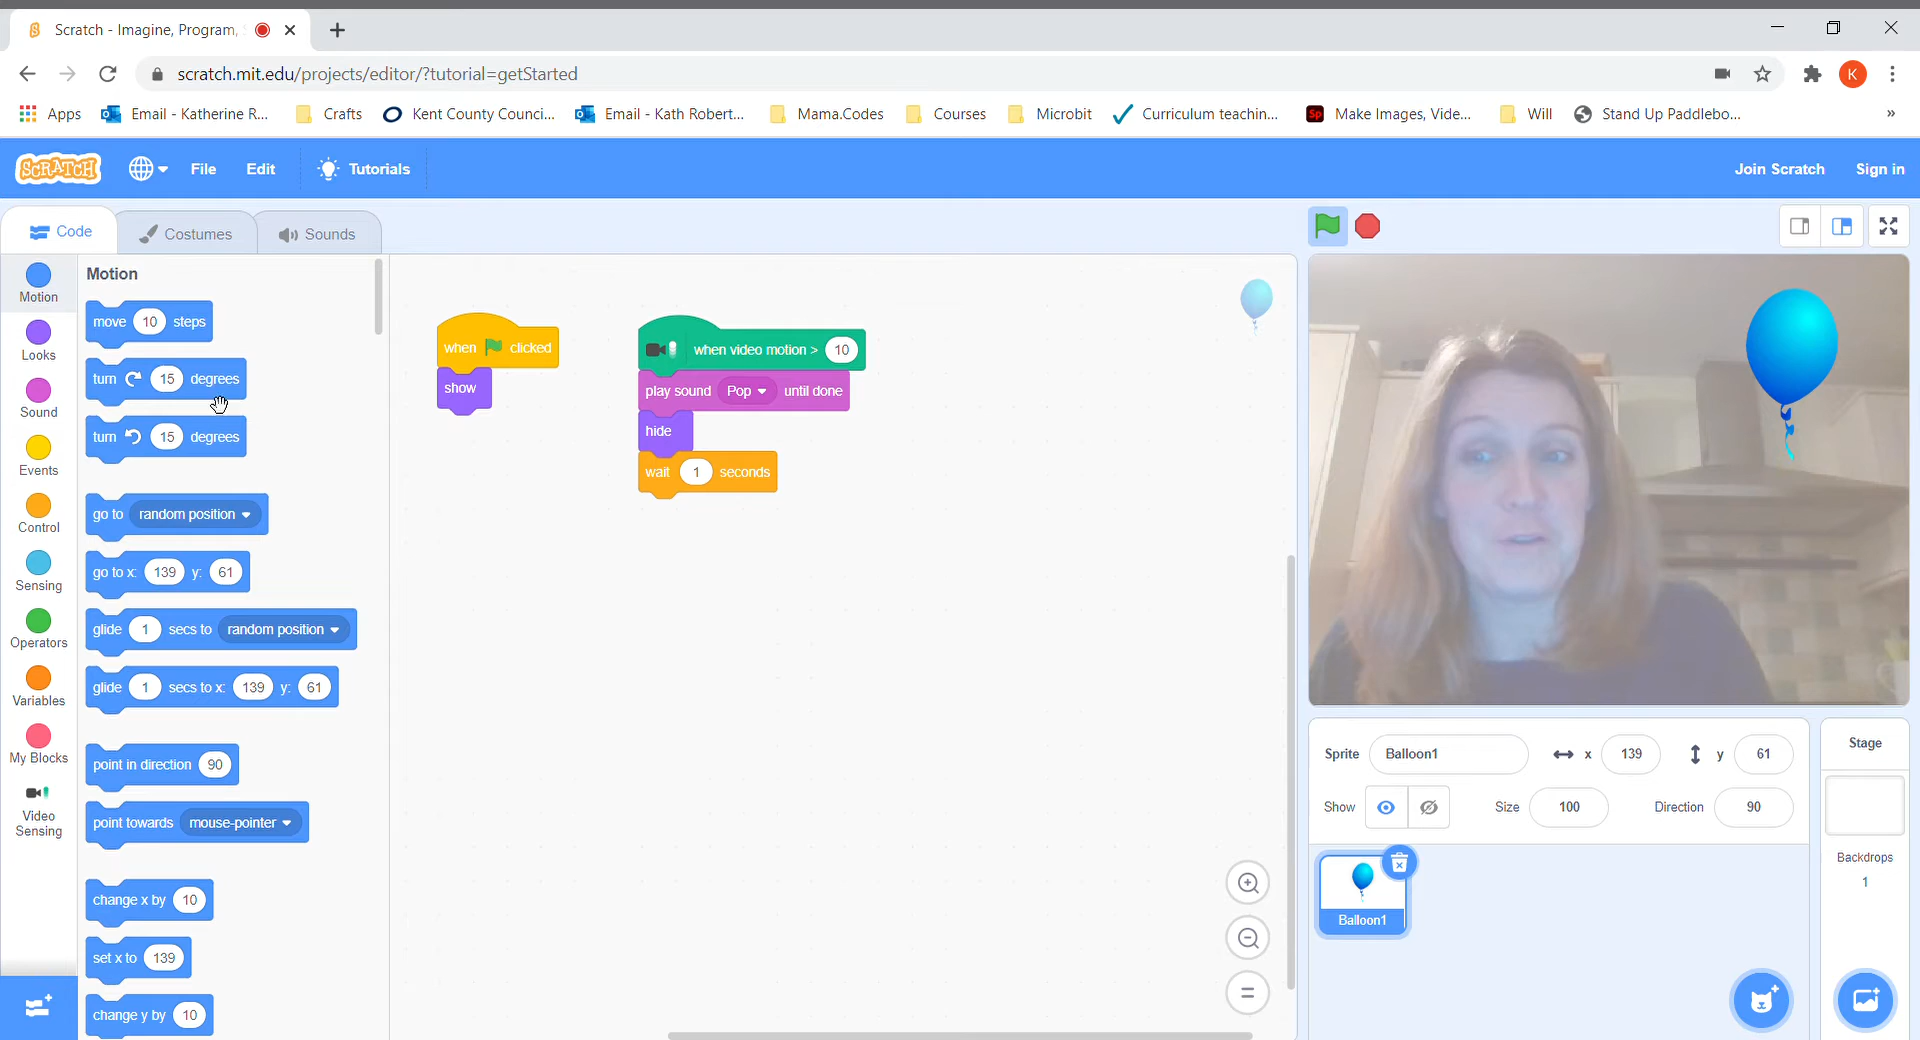 Scratch - Imagine, Program,
scratch.mit.edu/projects/editor/?tutorial=getStarted
K
Apps
Email - Katherine R...
Crafts
Kent County Counci...
Email - Kath Robert...
Mama.Codes
Courses
Microbit
Curriculum teachin...
Sp
Make Images, Vide...
Will
Stand Up Paddlebo...
»
SCRATCH
File
Edit
Tutorials
Join Scratch
Sign in
Code
Costumes
Sounds
Motion
Looks
Sound
Events
Control
Sensing
Operators
Variables
My Blocks
Video
Sensing
Motion
move 10 steps
turn 15 degrees
turn 15 degrees
go to random position
go to x: 139 y: 61
glide 1 secs to random position
glide 1 secs to x: 139 y: 61
point in direction 90
point towards mouse-pointer
change x by 10
set x to 139
change y by 10
when clicked
show
when video motion > 10
play sound Pop until done
hide
wait 1 seconds
Sprite Balloon1 x 139 y 61
Show Size 100 Direction 90
Balloon1
Stage
Backdrops
1